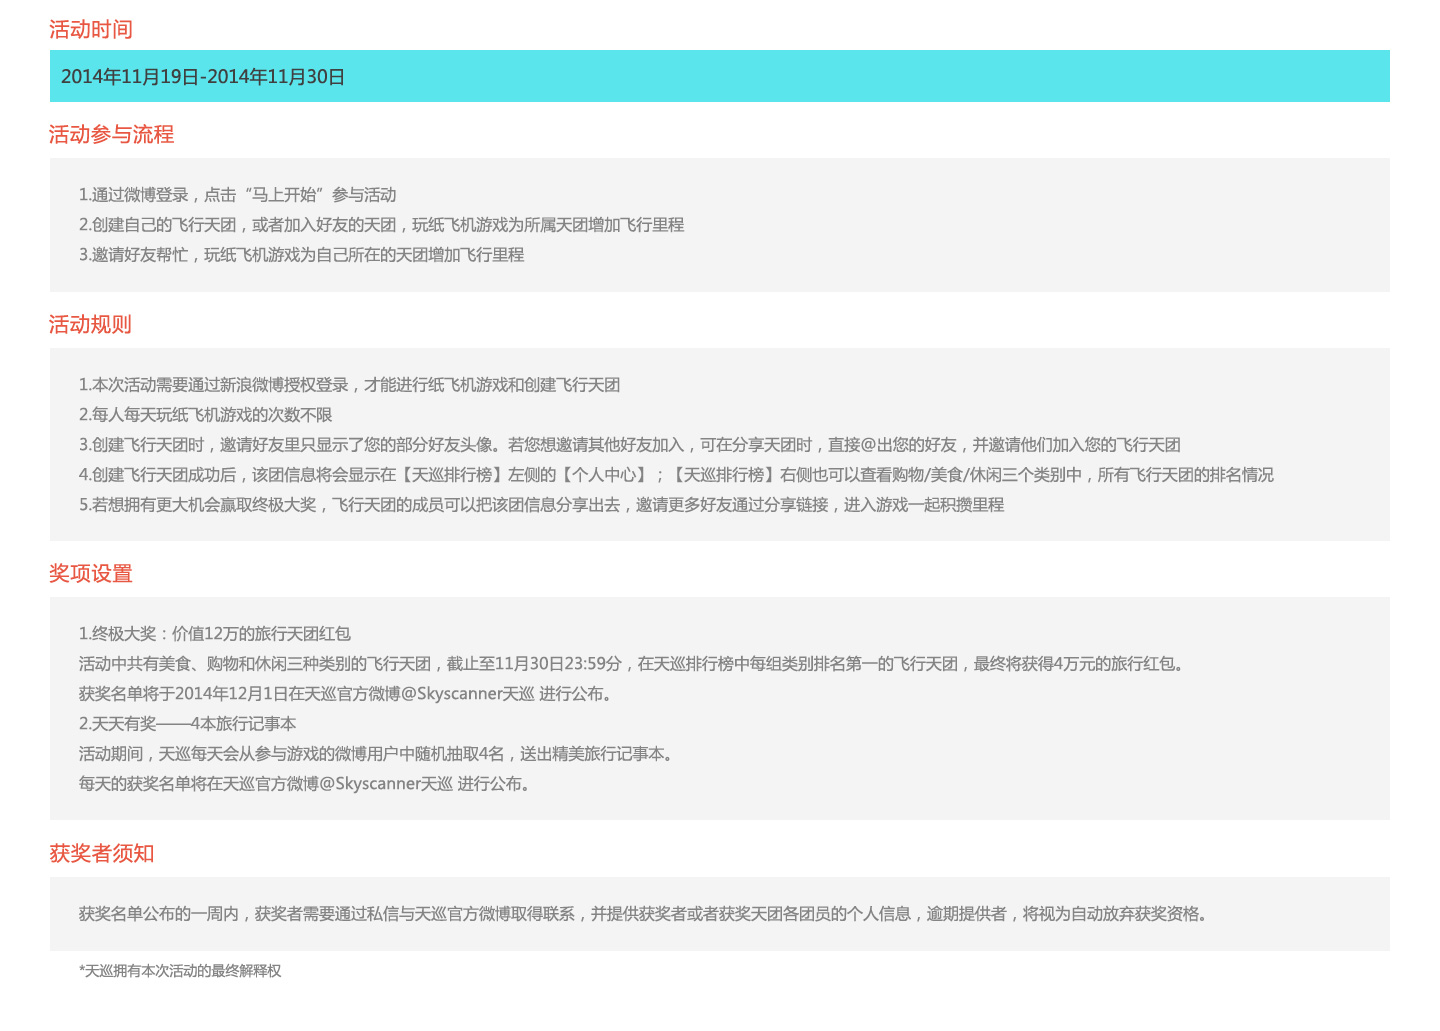 活动时间
2014年11月19日-2014年11月30日
活动参与流程
1.通过微博登录，点击“马上开始”参与活动
2.创建自己的飞行天团，或者加入好友的天团，玩纸飞机游戏为所属天团增加飞行里程
3.邀请好友帮忙，玩纸飞机游戏为自己所在的天团增加飞行里程
活动规则
1.本次活动需要通过新浪微博授权登录，才能进行纸飞机游戏和创建飞行天团
2.每人每天玩纸飞机游戏的次数不限
3.创建飞行天团时，邀请好友里只显示了您的部分好友头像。若您想邀请其他好友加入，可在分享天团时，直接@出您的好友，并邀请他们加入您的飞行天团
4.创建飞行天团成功后，该团信息将会显示在【天巡排行榜】左侧的【个人中心】；【天巡排行榜】右侧也可以查看购物/美食/休闲三个类别中，所有飞行天团的排名情况
5.若想拥有更大机会赢取终极大奖，飞行天团的成员可以把该团信息分享出去，邀请更多好友通过分享链接，进入游戏一起积攒里程
奖项设置
1.终极大奖：价值12万的旅行天团红包
活动中共有美食、购物和休闲三种类别的飞行天团，截止至11月30日23:59分，在天巡排行榜中每组类别排名第一的飞行天团，最终将获得4万元的旅行红包。
获奖名单将于2014年12月1日在天巡官方微博@Skyscanner天巡 进行公布。
2.天天有奖——4本旅行记事本
活动期间，天巡每天会从参与游戏的微博用户中随机抽取4名，送出精美旅行记事本。
每天的获奖名单将在天巡官方微博@Skyscanner天巡 进行公布。
获奖者须知
获奖名单公布的一周内，获奖者需要通过私信与天巡官方微博取得联系，并提供获奖者或者获奖天团各团员的个人信息，逾期提供者，将视为自动放弃获奖资格。
*天巡拥有本次活动的最终解释权